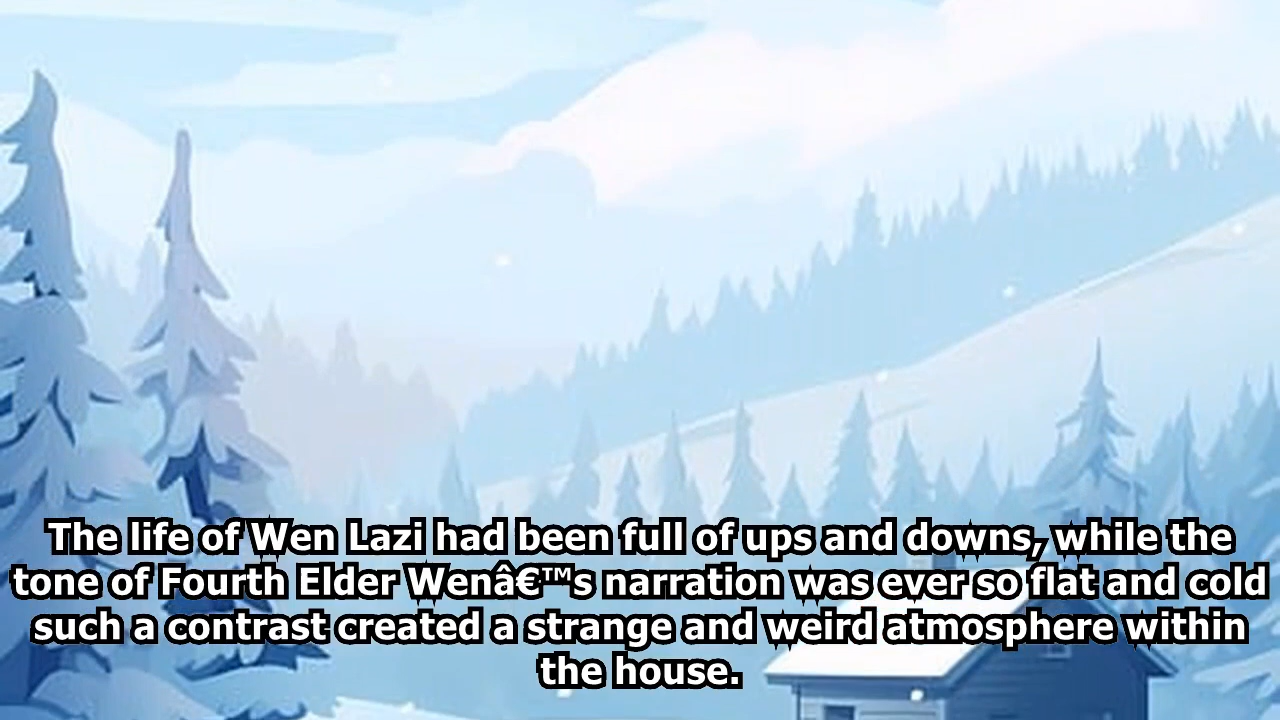 The life of Wen Lazi had been full of ups and downs, while the
tone of Fourth Elder Wenâ€™s narration was ever so flat and cold
such a contrast created a strange and weird atmosphere within
the house.